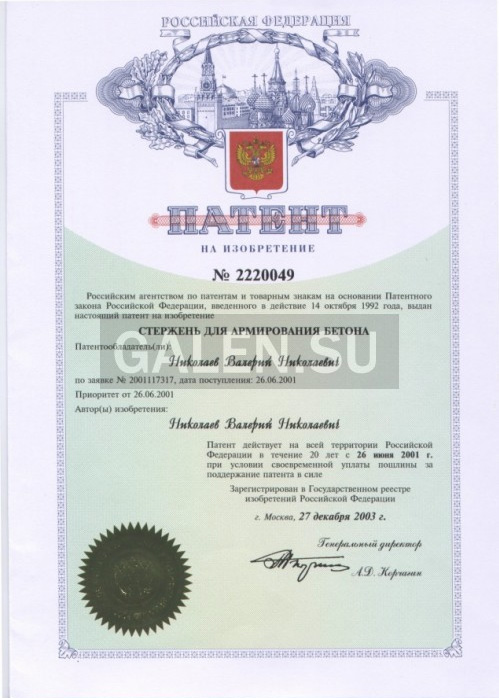 РОССИЙСКАЯ ФЕДЕРАЦИЯ
ПАТЕНТ
НА ИЗОБРЕТЕНИЕ
№ 2220049
Российским агентством по патентам и товарным знакам на основании Патентного
закона Российской Федерации, введенного в действие 14 октября 1992 года, выдан
настоящий патент на изобретение
СТЕРЖЕНЬ ДЛЯ АРМИРОВАНИЯ БЕТОНА
Патентообладатель(ли):
GALEN.SU
Николаев Валерий Николаевич
по заявке № 2001117317, дата поступления: 26.06.2001
Приоритет от 26.06.2001
Автор(ы) изобретения:
Николаев Валерий Николаевич
Патент действует на всей территории Российской
Федерации в течение 20 лет с 26 июня 2001 г.
при условии своевременной уплаты пошлины за
поддержание патента в силе
Зарегистрирован в Государственном реестре
изобретений Российской Федерации
г. Москва, 27 декабря 2003 г.
Генеральный директор
А.Д. Корчагин